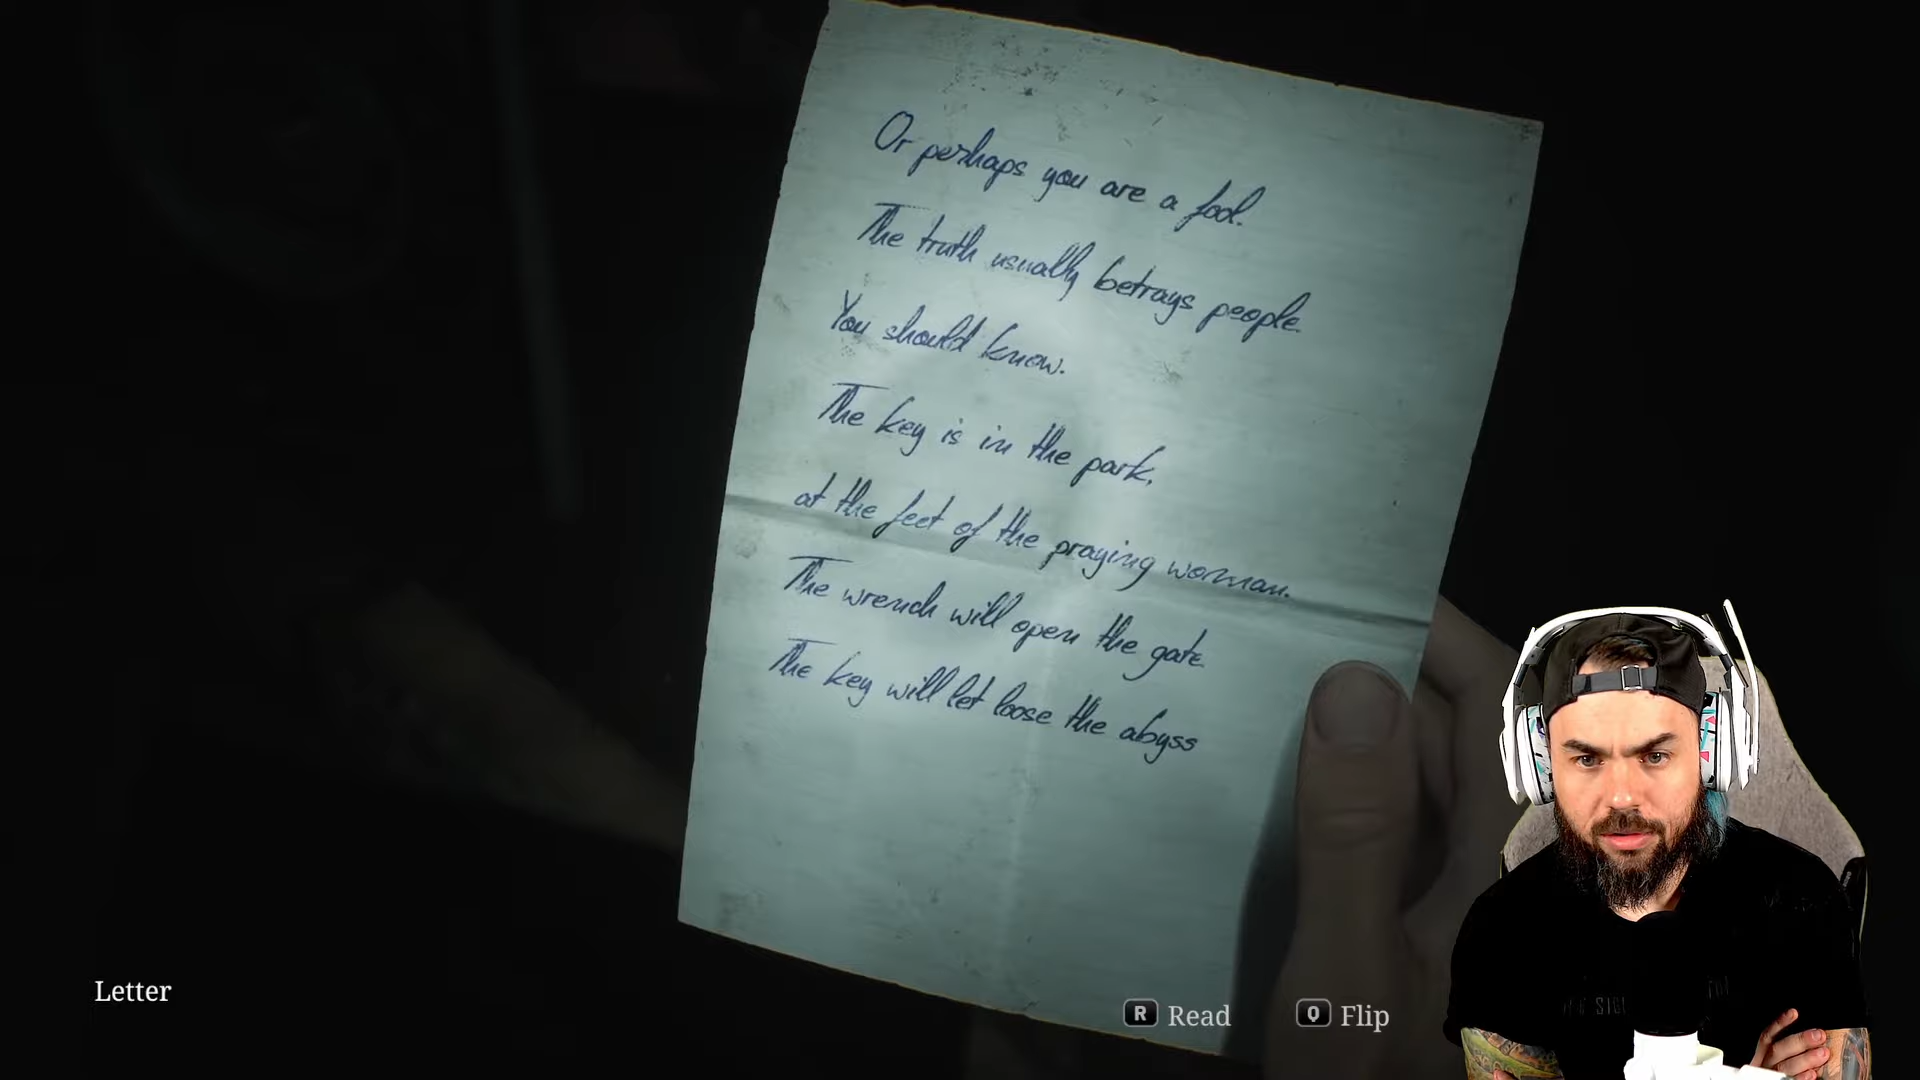 Or perhaps you are a fool.
The truth usually betrays people.
You should know.
The key is in the park,
at the feet of the praying woman.
The wrench will open the gate.
The key will let loose the abyss
Letter
R Read
Q Flip